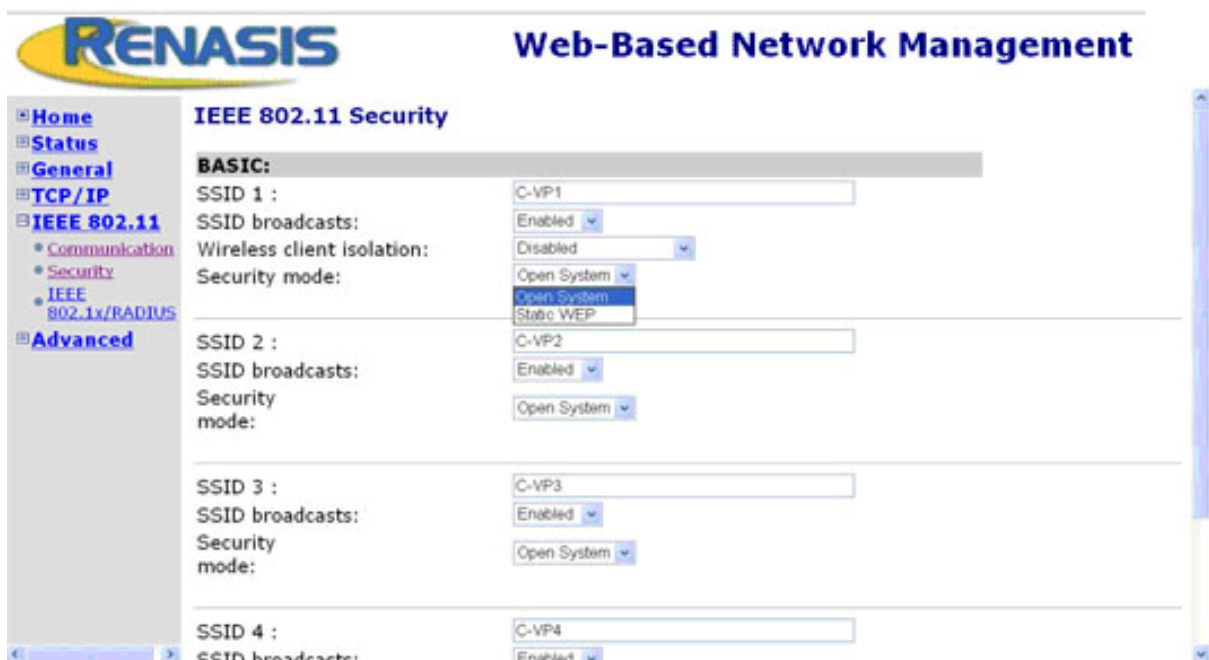 RENASIS
Web-Based Network Management
Home
Status
General
TCP/IP
IEEE 802.11
Communication
Security
IEEE
802.1x/RADIUS
Advanced
IEEE 802.11 Security
BASIC:
SSID 1 : C-VP1
SSID broadcasts: Enabled
Wireless client isolation: Disabled
Security mode: Open System
Open System
Static WEP
SSID 2 : C-VP2
SSID broadcasts: Enabled
Security
mode: Open System
SSID 3 : C-VP3
SSID broadcasts: Enabled
Security
mode: Open System
SSID 4 : C-VP4
SSID broadcasts: Enabled